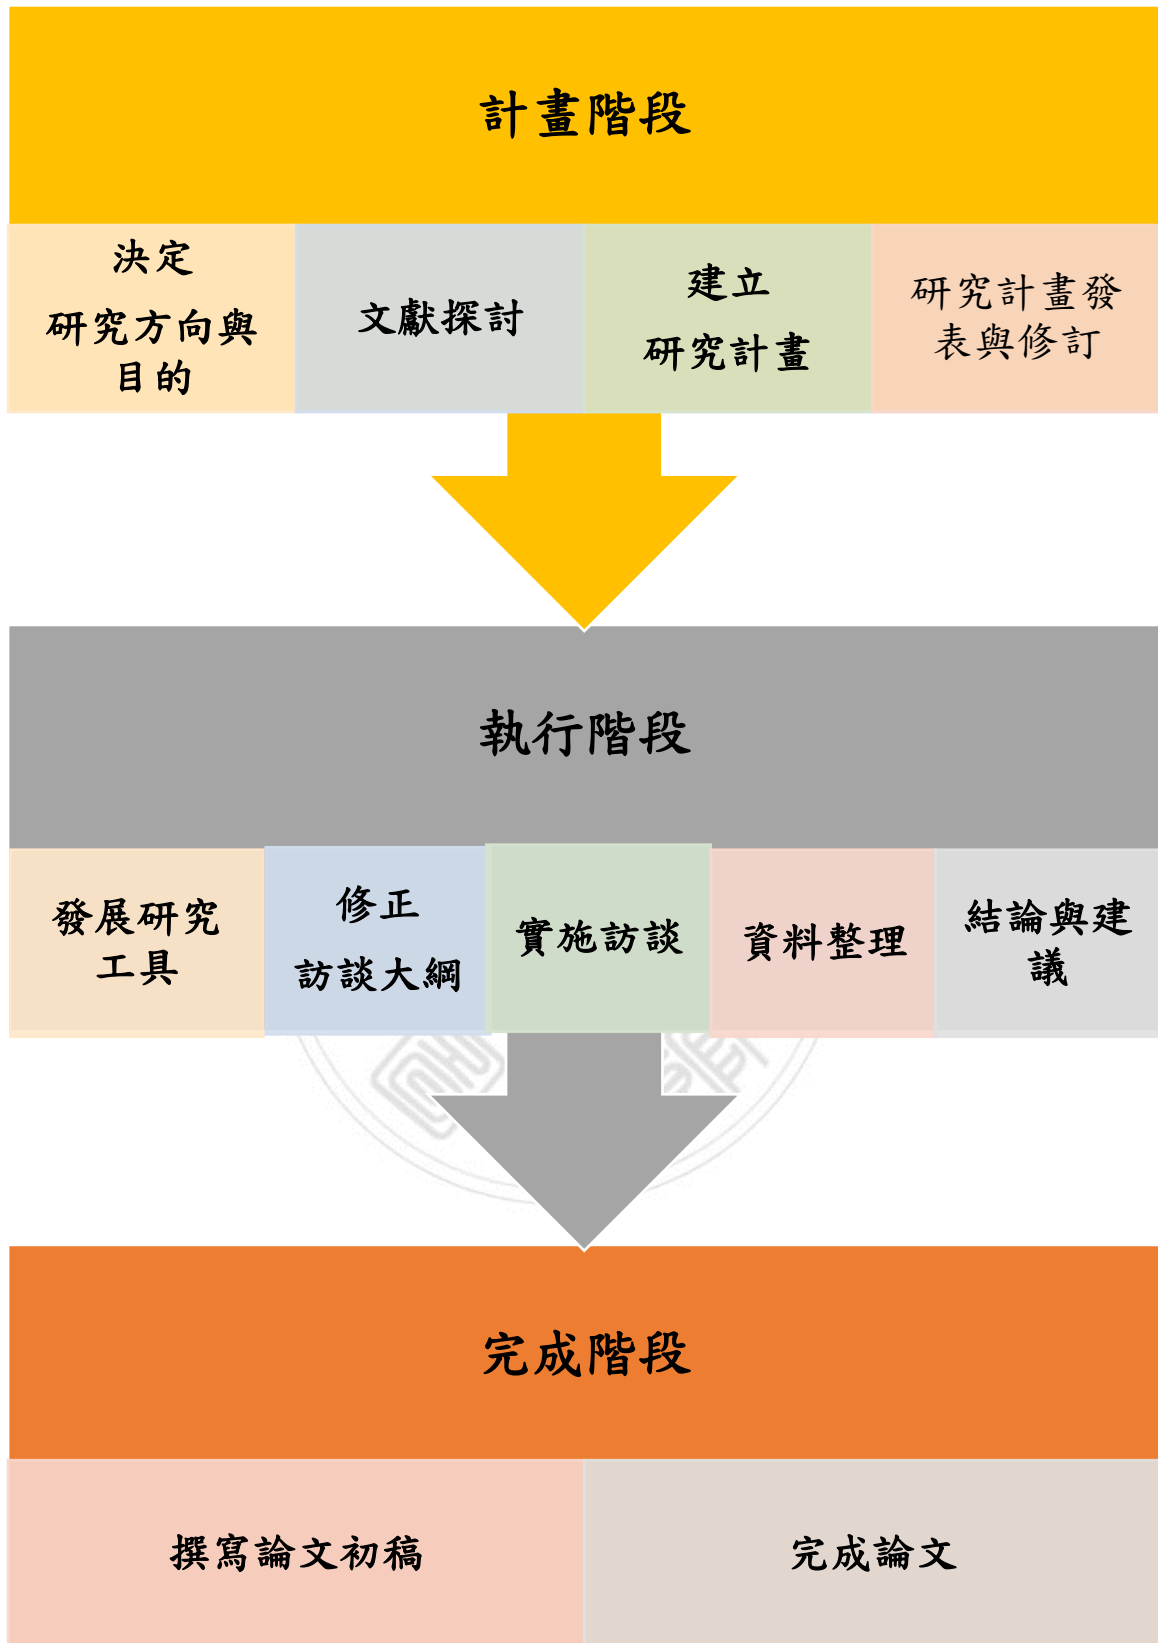 計畫階段
決定
研究方向與
目的
文獻探討
建立
研究計畫
研究計畫發
表與修訂
執行階段
發展研究
工具
修正
訪談大綱
實施訪談
資料整理
結論與建
議
完成階段
撰寫論文初稿
完成論文